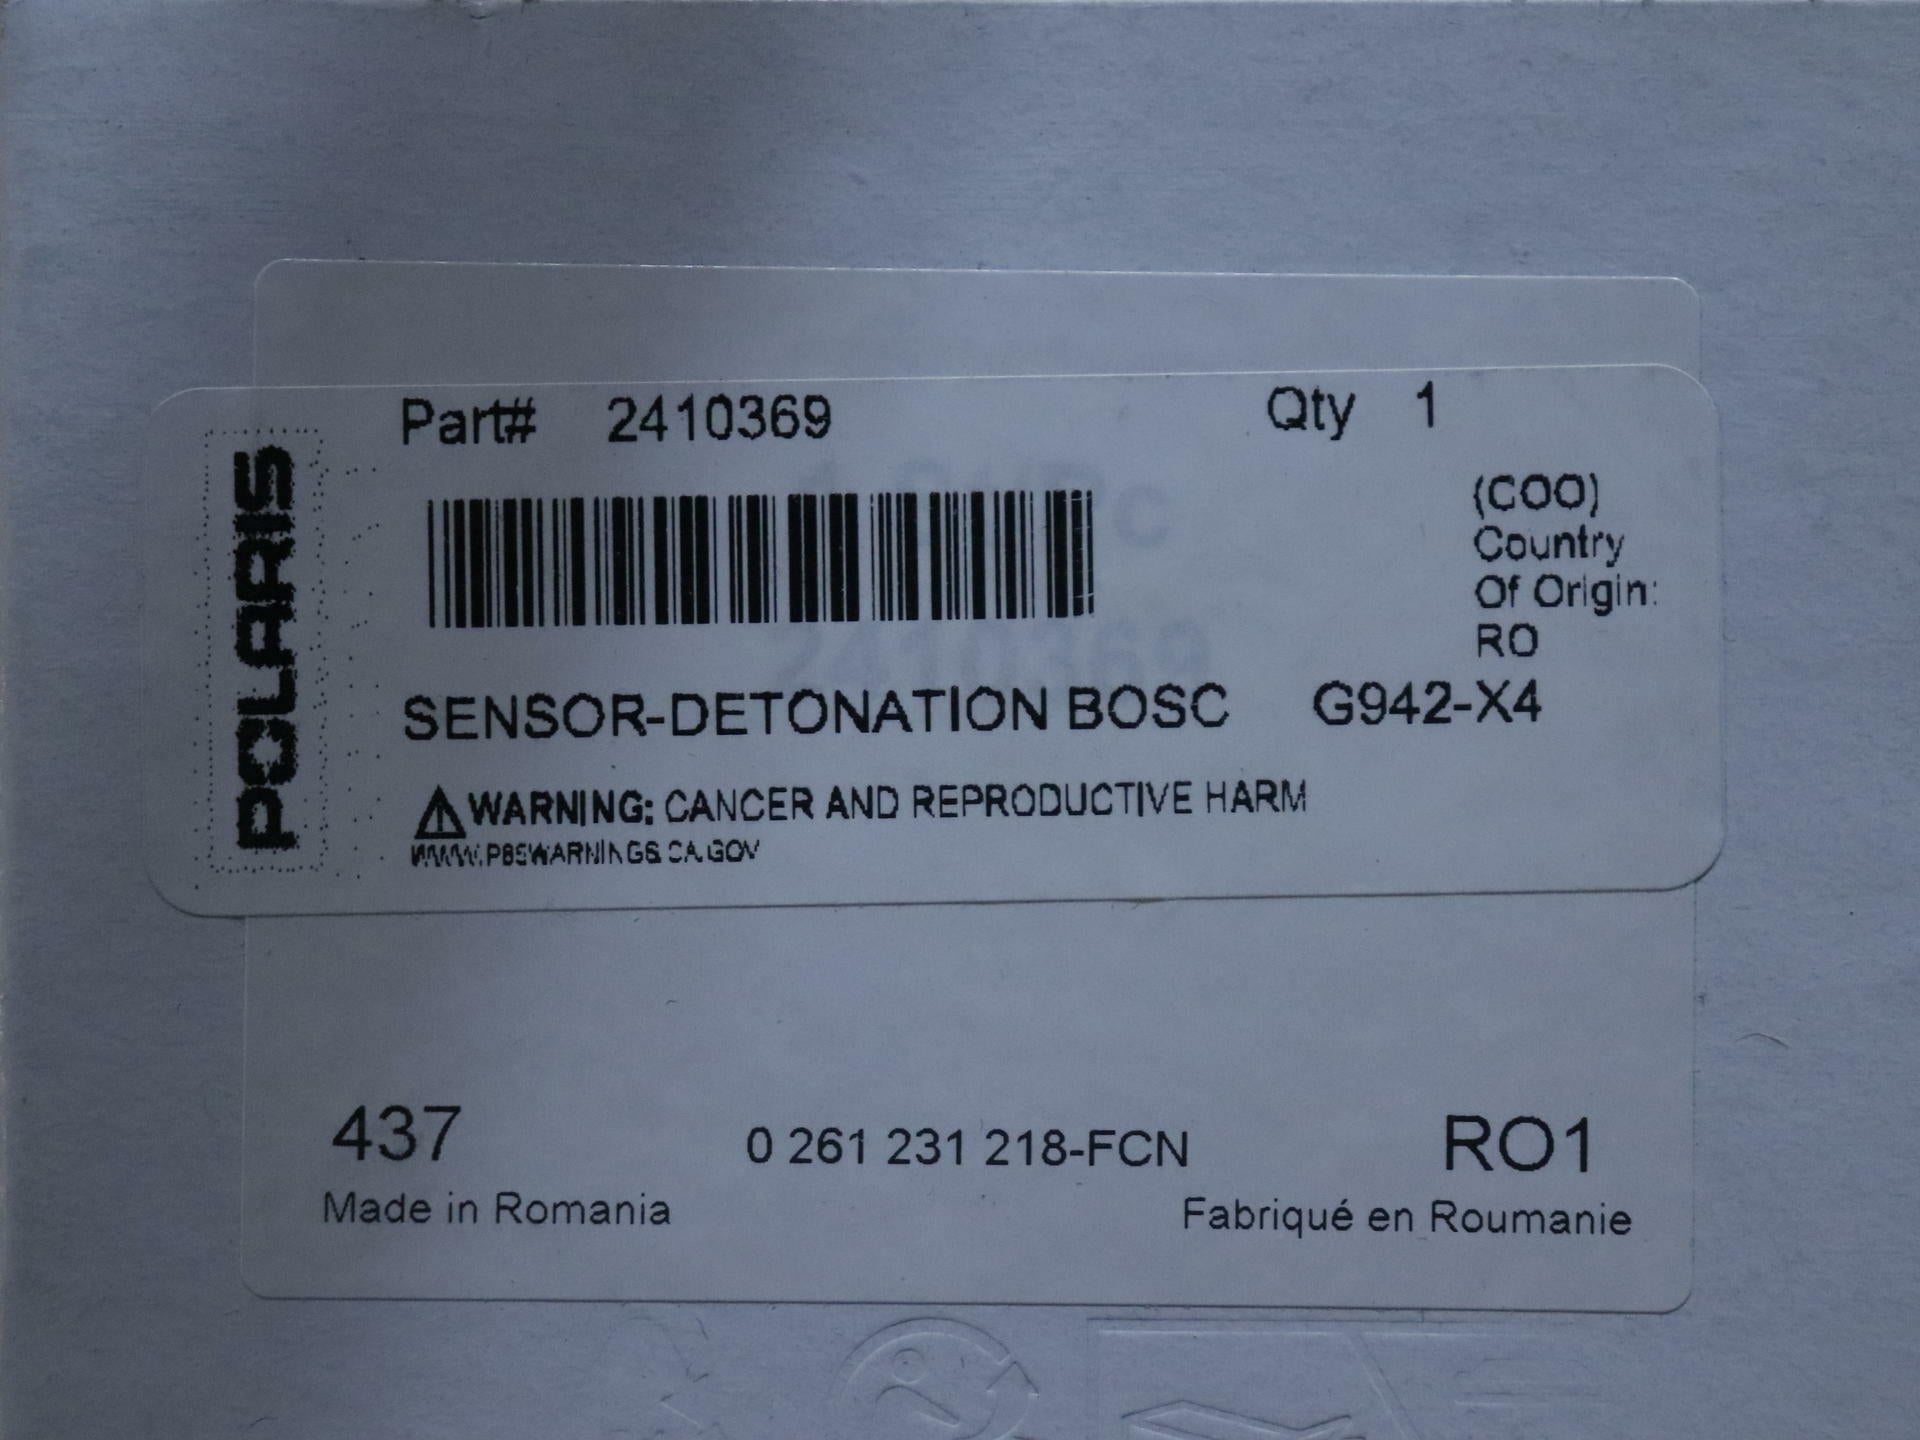 Part# 2410369 Qty 1
POLARIS
(COO)
Country
Of Origin:
RO
2410369
SENSOR-DETONATION BOSC G942-X4
WARNING: CANCER AND REPRODUCTIVE HARM
WWW.P65WARNINGS.CA.GOV
437 0 261 231 218-FCN RO1
Made in Romania Fabriqué en Roumanie